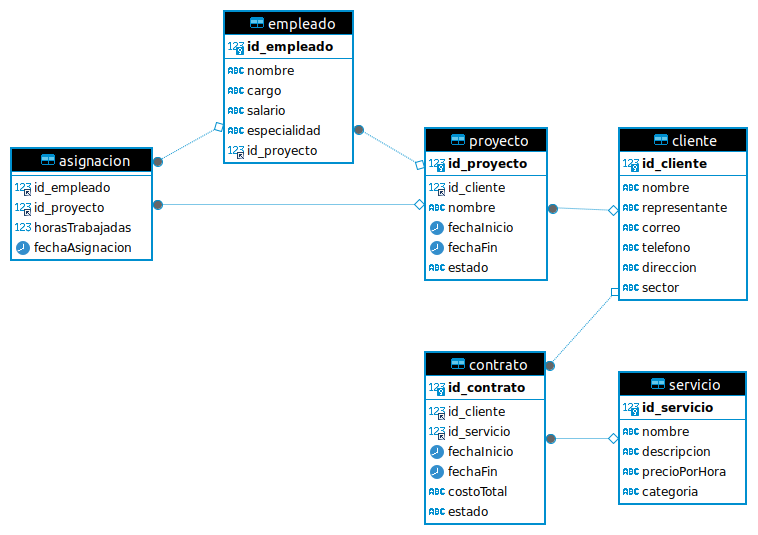 empleado
123 id_empleado
ABC nombre
ABC cargo
ABC salario
ABC especialidad
123 id_proyecto
asignacion
123 id_empleado
123 id_proyecto
123 horasTrabajadas
fechaAsignacion
proyecto
123 id_proyecto
123 id_cliente
ABC nombre
fechaInicio
fechaFin
ABC estado
cliente
123 id_cliente
ABC nombre
ABC representante
ABC correo
ABC telefono
ABC direccion
ABC sector
contrato
123 id_contrato
123 id_cliente
123 id_servicio
fechaInicio
fechaFin
ABC costoTotal
ABC estado
servicio
123 id_servicio
ABC nombre
ABC descripcion
ABC precioPorHora
ABC categoria